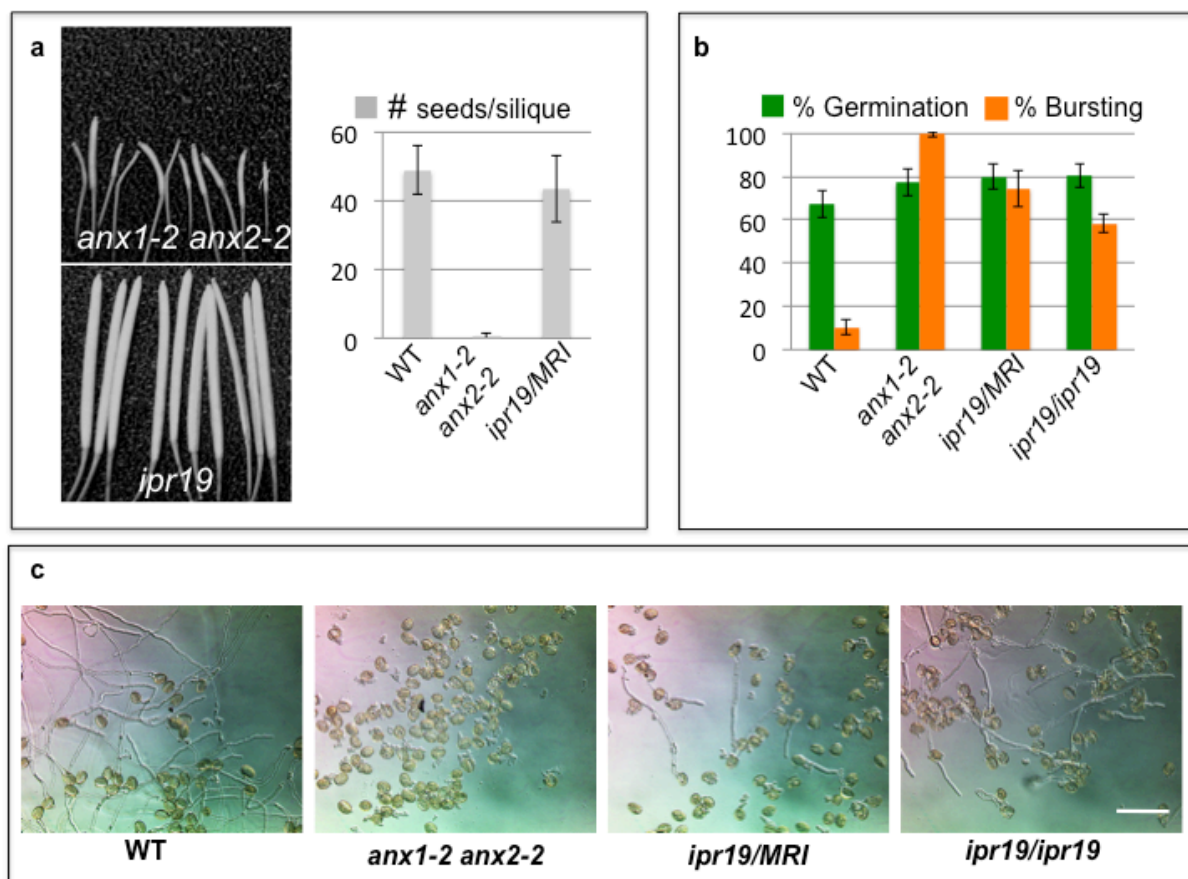 a
anx1-2 anx2-2
ipr19
# seeds/silique
60
40
20
0
WT
anx1-2
anx2-2
ipr19/MRI
b
% Germination % Bursting
100
80
60
40
20
0
WT
anx1-2
anx2-2
ipr19/MRI
ipr19/ipr19
c
WT
anx1-2 anx2-2
ipr19/MRI
ipr19/ipr19